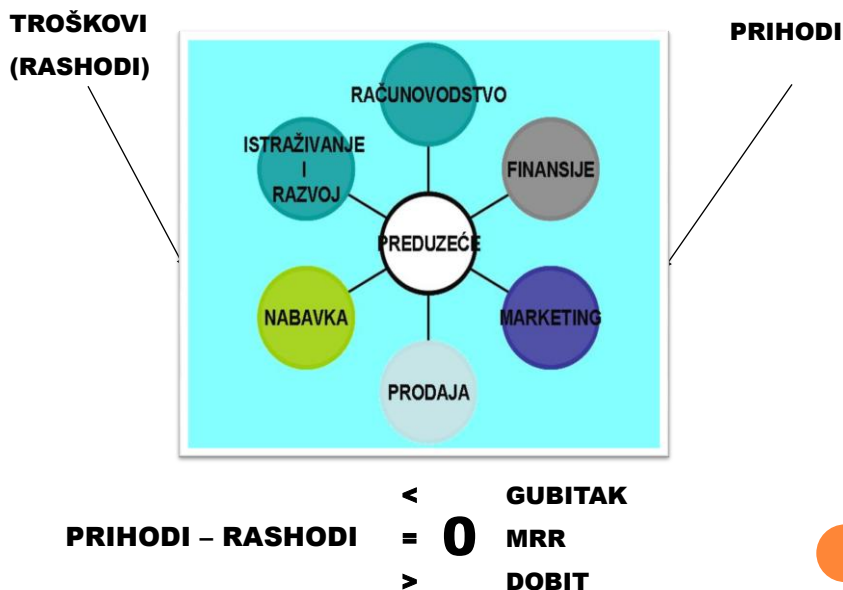 TROŠKOVI
(RASHODI)
PRIHODI
RAČUNOVODSTVO
ISTRAŽIVANJE
I
RAZVOJ
FINANSIJE
PREDUZEĆE
NABAVKA
MARKETING
PRODAJA
< GUBITAK
PRIHODI – RASHODI = 0 MRR
> DOBIT